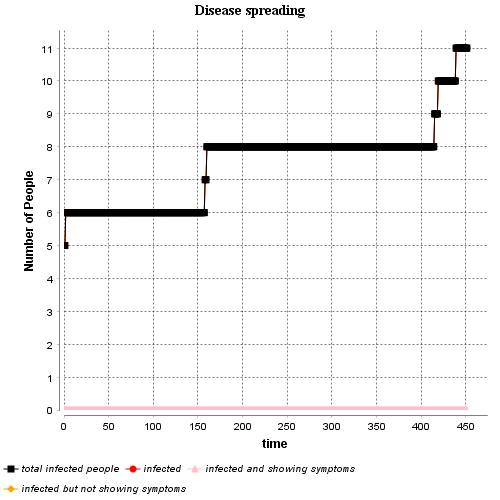 Disease spreading
Number of People
11
10
9
8
7
6
5
4
3
2
1
0
0 50 100 150 200 250 300 350 400 450
time
total infected people infected infected and showing symptoms
infected but not showing symptoms